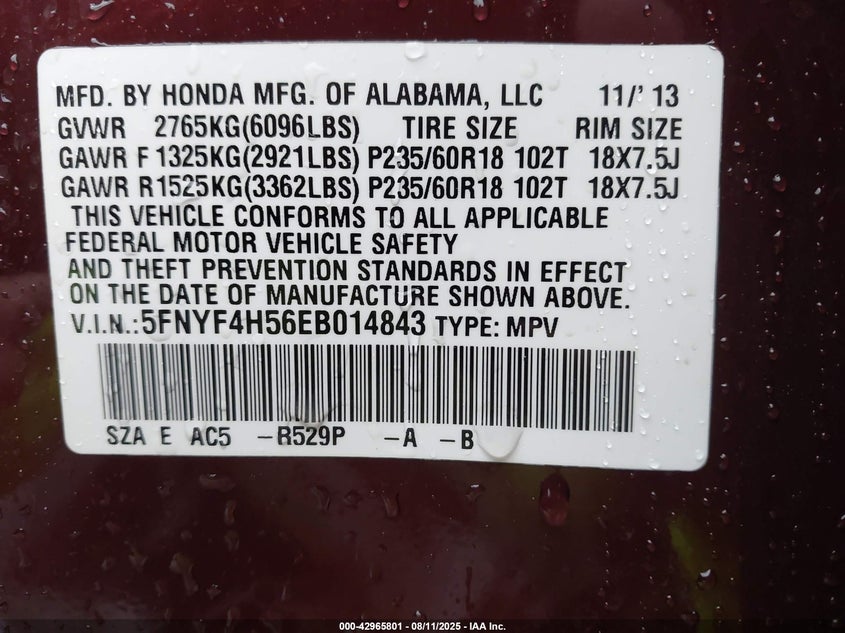 MFD. BY HONDA MFG. OF ALABAMA, LLC 11/'13
GVWR 2765KG(6096LBS) TIRE SIZE RIM SIZE
GAWR F 1325KG(2921LBS) P235/60R18 102T 18X7.5J
GAWR R 1525KG(3362LBS) P235/60R18 102T 18X7.5J
THIS VEHICLE CONFORMS TO ALL APPLICABLE
FEDERAL MOTOR VEHICLE SAFETY
AND THEFT PREVENTION STANDARDS IN EFFECT
ON THE DATE OF MANUFACTURE SHOWN ABOVE.
V.I.N.:5FNYF4H56EB014843 TYPE: MPV
SZA E AC5 -R529P -A -B
000-42965801 - 08/11/2025 - IAA Inc.